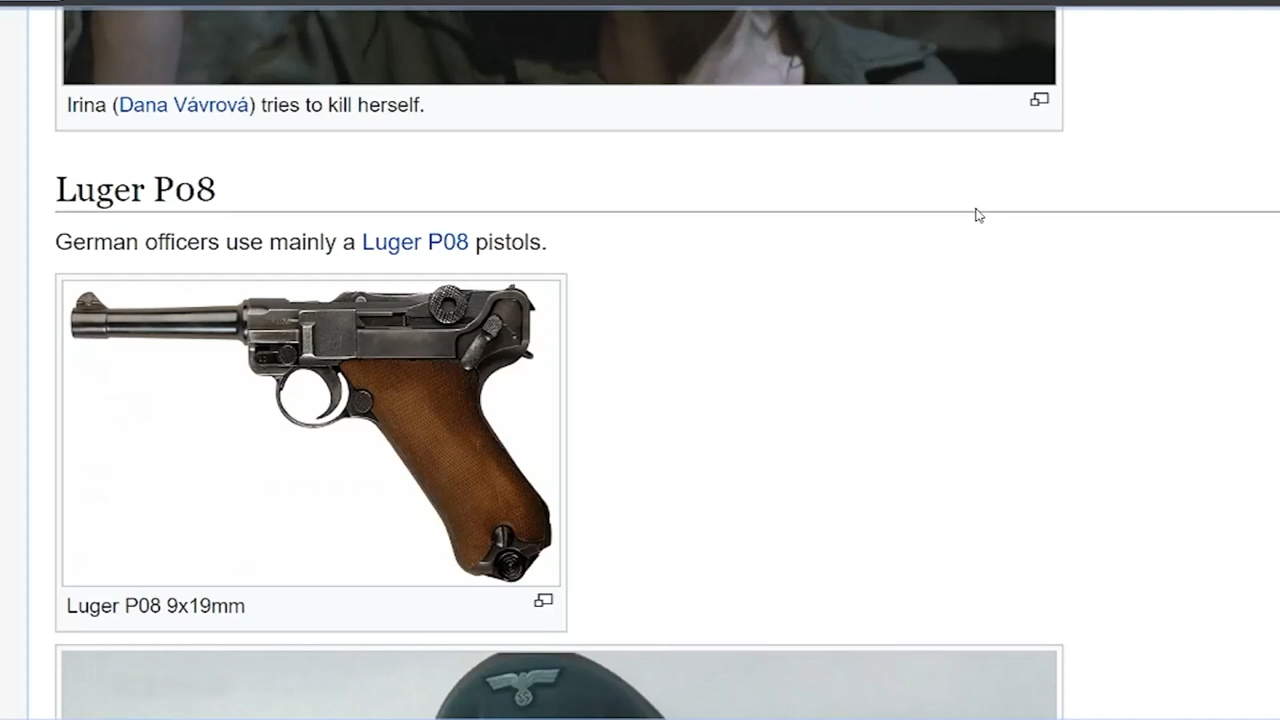 Irina (Dana Vávrová) tries to kill herself.
Luger P08
German officers use mainly a Luger P08 pistols.
Luger P08 9x19mm